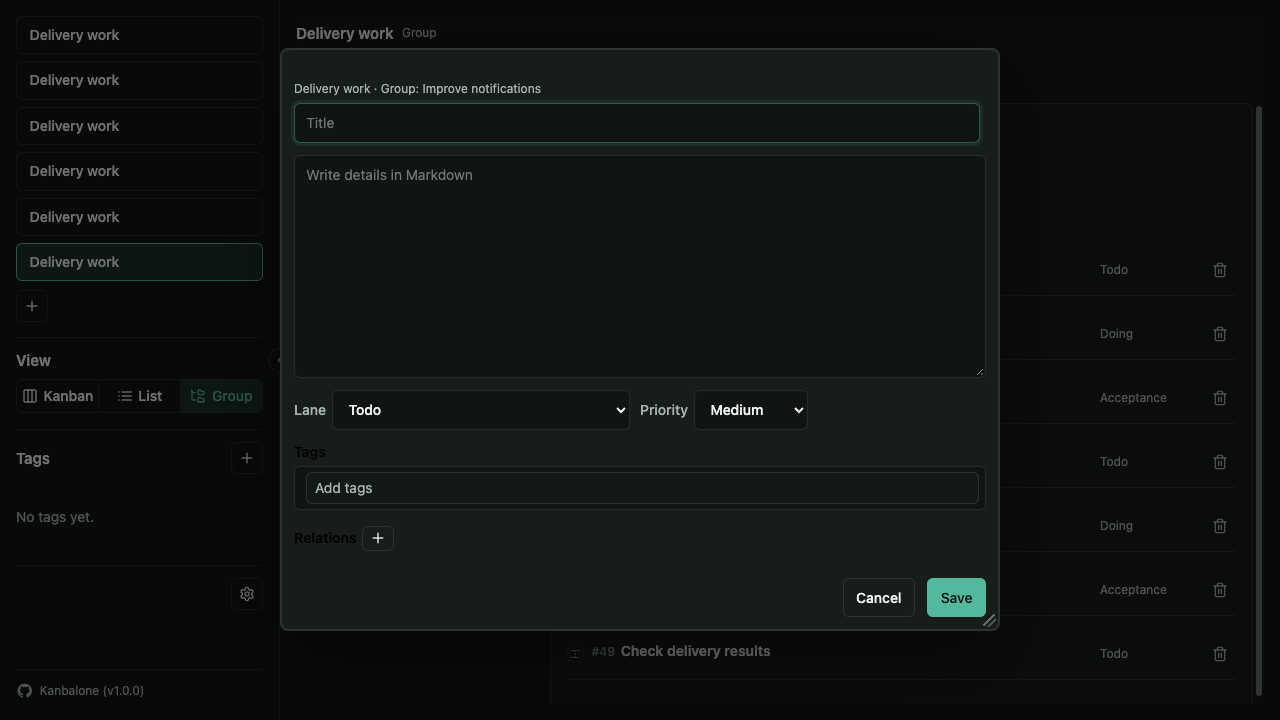 Delivery work
Delivery work
Delivery work
Delivery work
Delivery work
Delivery work
View
Kanban
List
Group
Tags
No tags yet.
Kanbalone (v1.0.0)
Delivery work Group
Delivery work · Group: Improve notifications
Title
Write details in Markdown
Lane Todo Priority Medium
Tags
Add tags
Relations
Cancel Save
Todo
Doing
Acceptance
Todo
Doing
Acceptance
#49 Check delivery results Todo